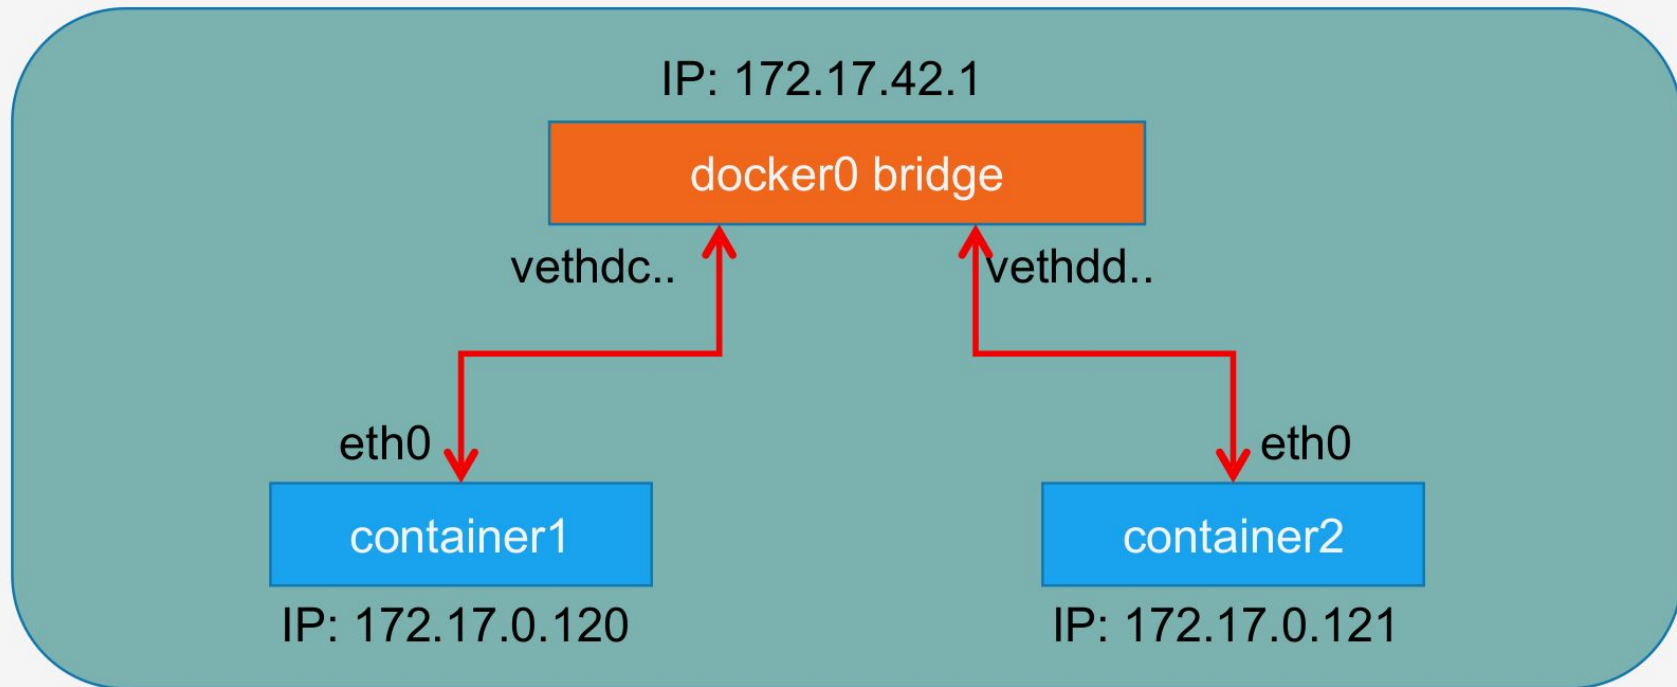 IP: 172.17.42.1
docker0 bridge
vethdc..
vethdd..
eth0
eth0
container1
container2
IP: 172.17.0.120
IP: 172.17.0.121